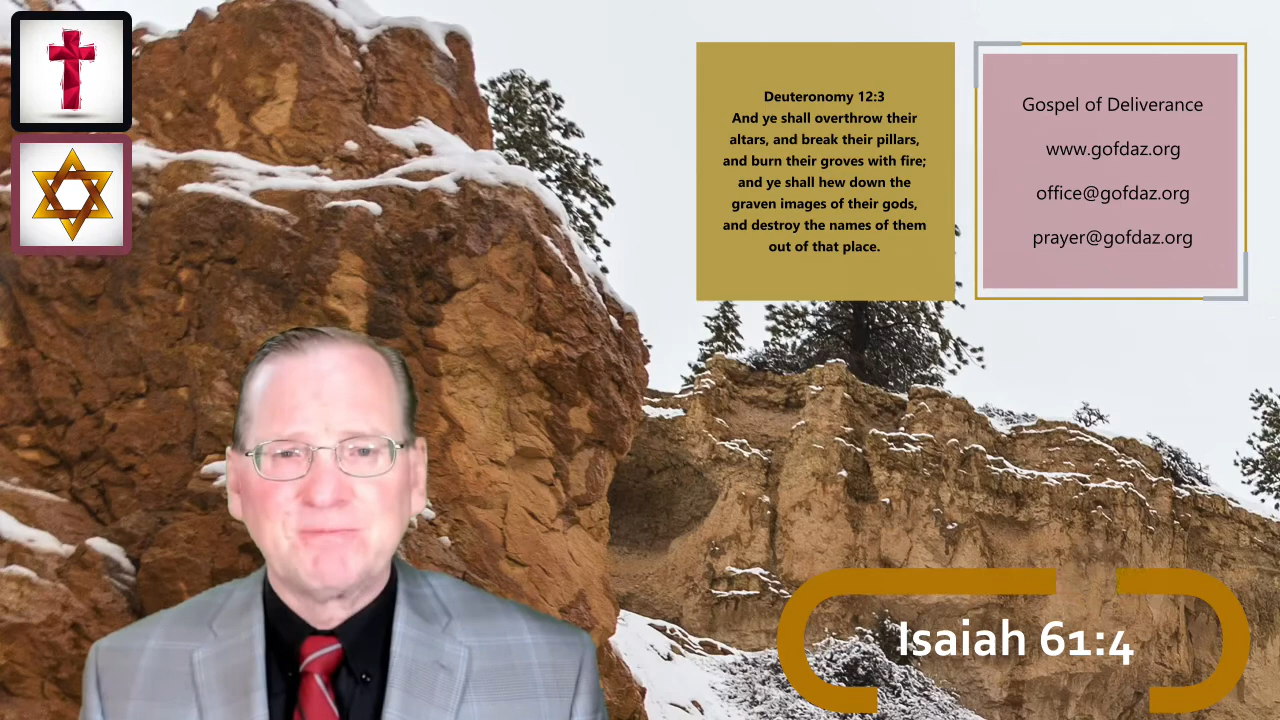 Deuteronomy 12:3
And ye shall overthrow their
altars, and break their pillars,
and burn their groves with fire;
and ye shall hew down the
graven images of their gods,
and destroy the names of them
out of that place.
Gospel of Deliverance
www.gofdaz.org
office@gofdaz.org
prayer@gofdaz.org
Isaiah 61:4